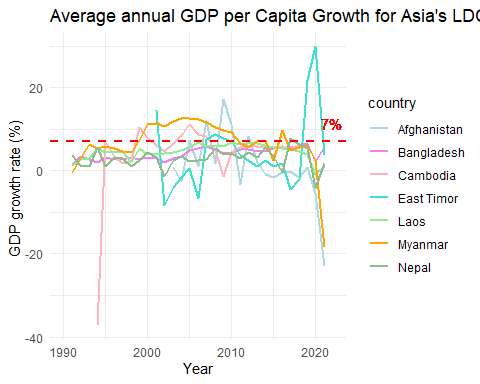 Average annual GDP per Capita Growth for Asia's LDC
GDP growth rate (%)
20
0
-20
-40
1990
2000
2010
2020
Year
7%
country
Afghanistan
Bangladesh
Cambodia
East Timor
Laos
Myanmar
Nepal